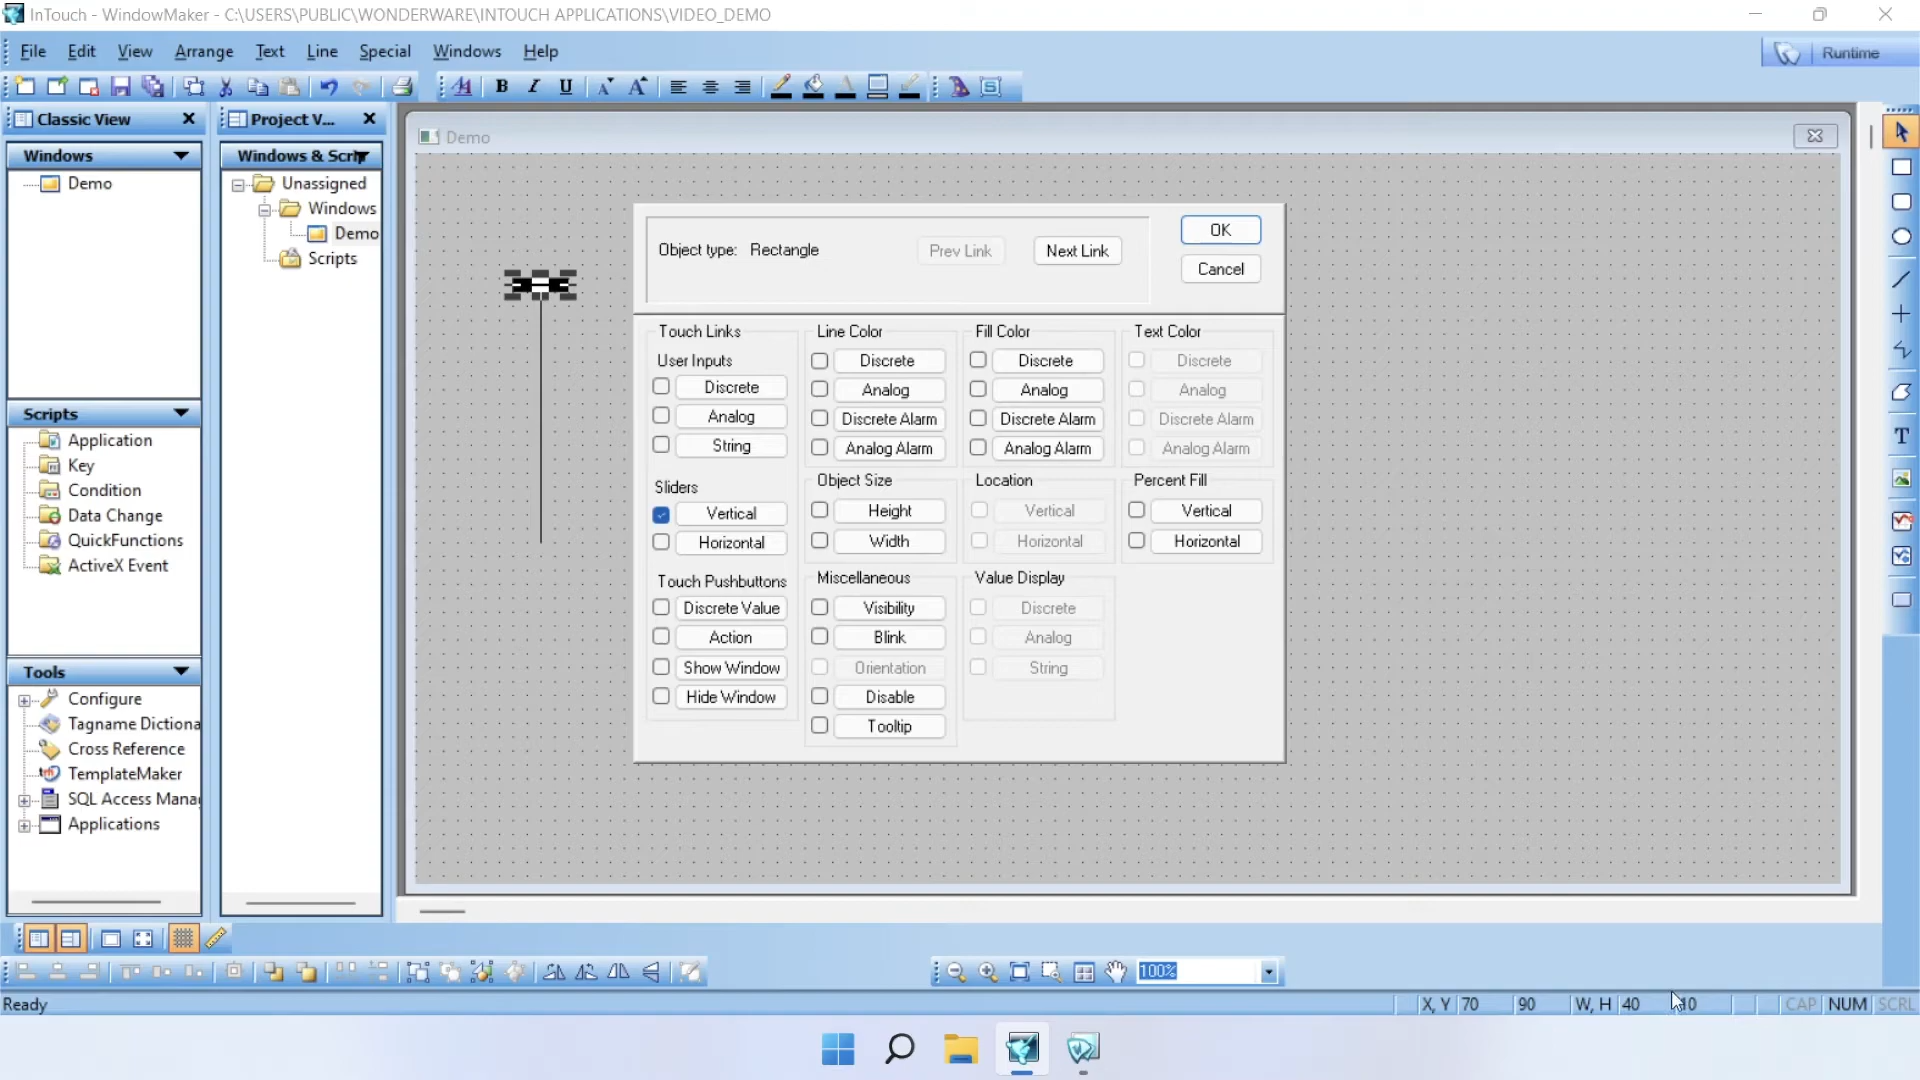 InTouch - WindowMaker - C:\USERS\PUBLIC\WONDERWARE\INTOUCH APPLICATIONS\VIDEO_DEMO
File Edit View Arrange Text Line Special Windows Help
Runtime
Classic View
Project V...
Demo
Windows
Windows & Scrip
Demo
Unassigned
Windows
Demo
Scripts
Object type: Rectangle
Prev Link
Next Link
OK
Cancel
Touch Links
Line Color
Fill Color
Text Color
User Inputs
Discrete
Discrete
Discrete
Discrete
Analog
Analog
Analog
Analog
Discrete Alarm
Discrete Alarm
Discrete Alarm
String
Analog Alarm
Analog Alarm
Analog Alarm
Sliders
Object Size
Location
Percent Fill
Vertical
Height
Vertical
Vertical
Horizontal
Width
Horizontal
Horizontal
Touch Pushbuttons
Miscellaneous
Value Display
Discrete Value
Visibility
Discrete
Action
Blink
Analog
Show Window
Orientation
String
Hide Window
Disable
Tooltip
Scripts
Application
Key
Condition
Data Change
QuickFunctions
ActiveX Event
Tools
Configure
Tagname Dictiona
Cross Reference
TemplateMaker
SQL Access Mana
Applications
100%
Ready
X, Y 70 90 W, H 40 10 CAP NUM SCRL